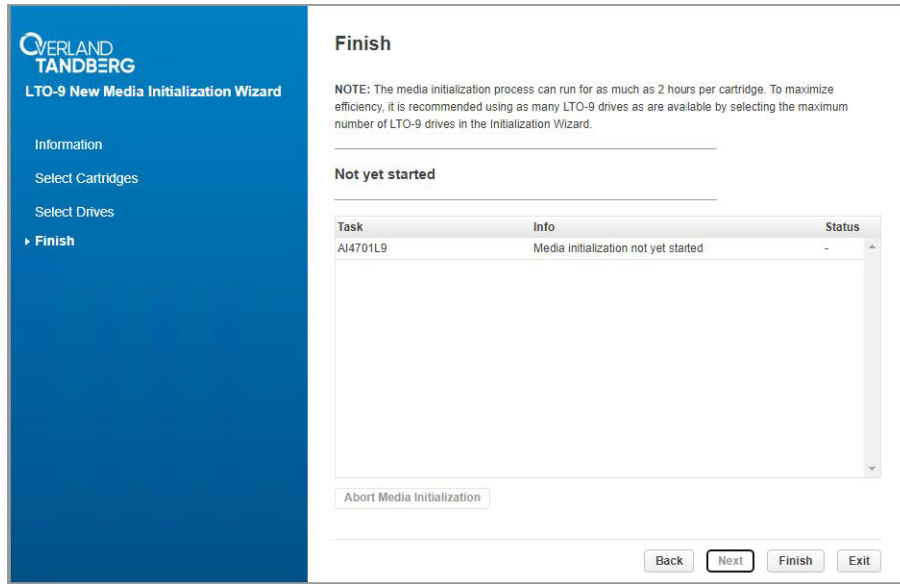 OVERLAND
TANDBERG
LTO-9 New Media Initialization Wizard
Information
Select Cartridges
Select Drives
Finish
Finish
NOTE: The media initialization process can run for as much as 2 hours per cartridge. To maximize
efficiency, it is recommended using as many LTO-9 drives as are available by selecting the maximum
number of LTO-9 drives in the Initialization Wizard.
Not yet started
Task Info Status
AI4701L9 Media initialization not yet started -
Abort Media Initialization
Back Next Finish Exit